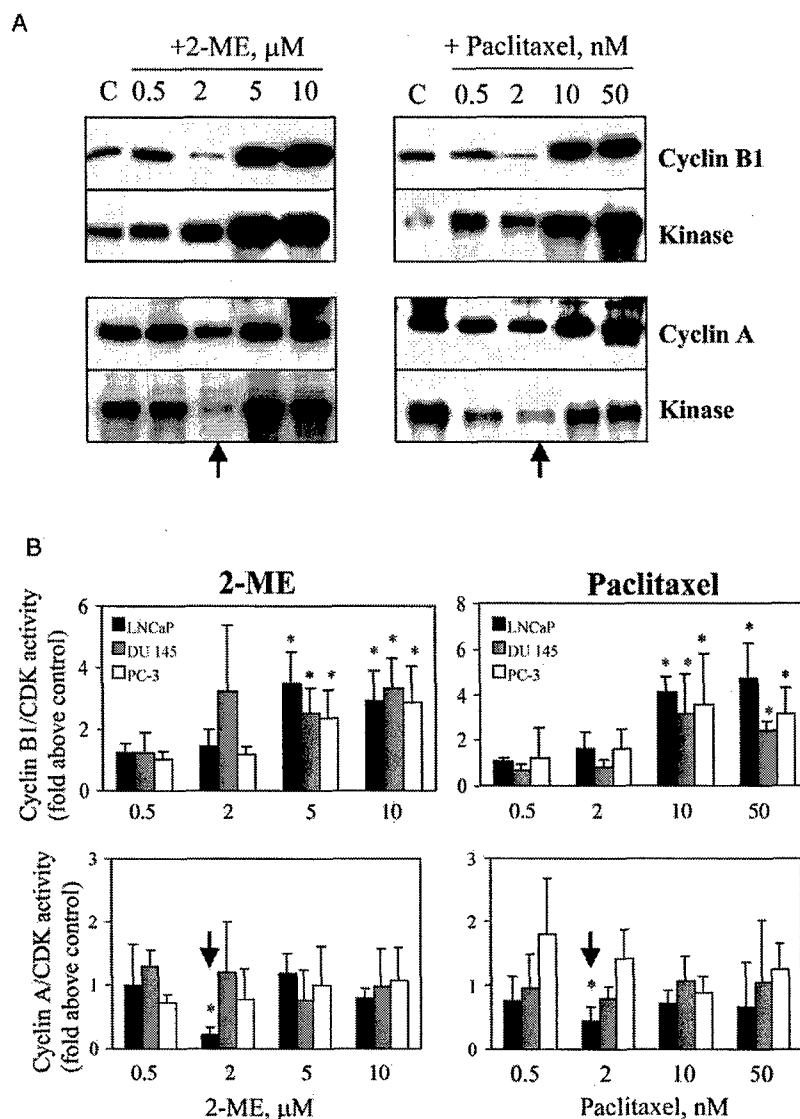 A
+2-ME, µM
+ Paclitaxel, nM
C 0.5 2 5 10
C 0.5 2 10 50
Cyclin B1
Kinase
Cyclin A
Kinase
B
2-ME
Paclitaxel
Cyclin B1/CDK activity
(fold above control)
6
4
2
0
LNCaP
DU 145
PC-3
* * * * * *
0.5 2 5 10
8
6
4
2
0
LNCaP
DU 145
PC-3
* * * * * *
0.5 2 10 50
Cyclin A/CDK activity
(fold above control)
3
2
1
0
*
0.5 2 5 10
2-ME, µM
3
2
1
0
*
0.5 2 10 50
Paclitaxel, nM